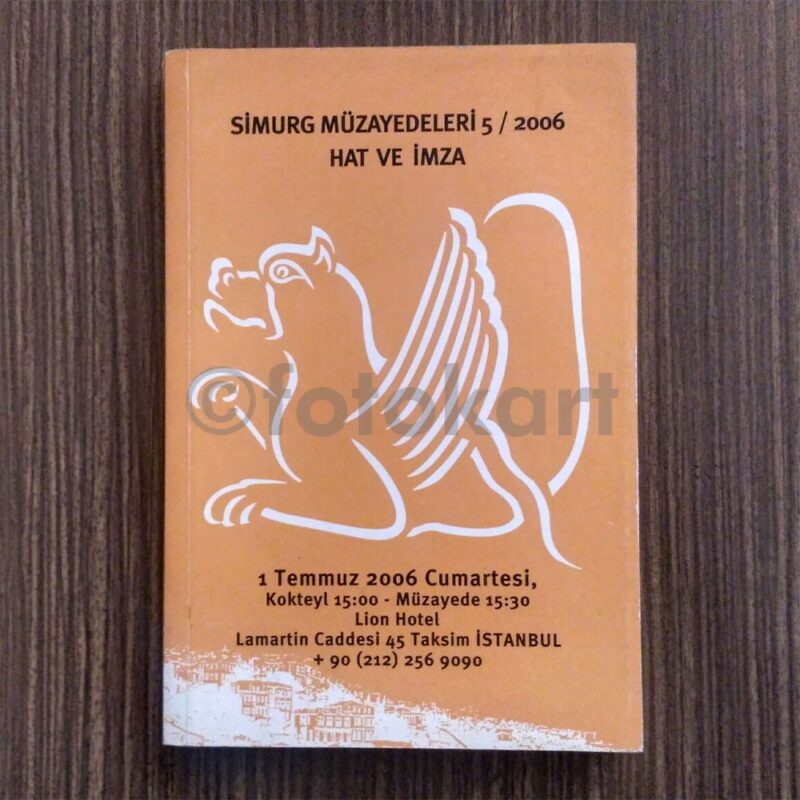 SİMURG MÜZAYEDELERİ 5 / 2006
HAT VE İMZA
©fotokart
1 Temmuz 2006 Cumartesi,
Kokteyl 15:00 - Müzayede 15:30
Lion Hotel
Lamartin Caddesi 45 Taksim İSTANBUL
+ 90 (212) 256 9090